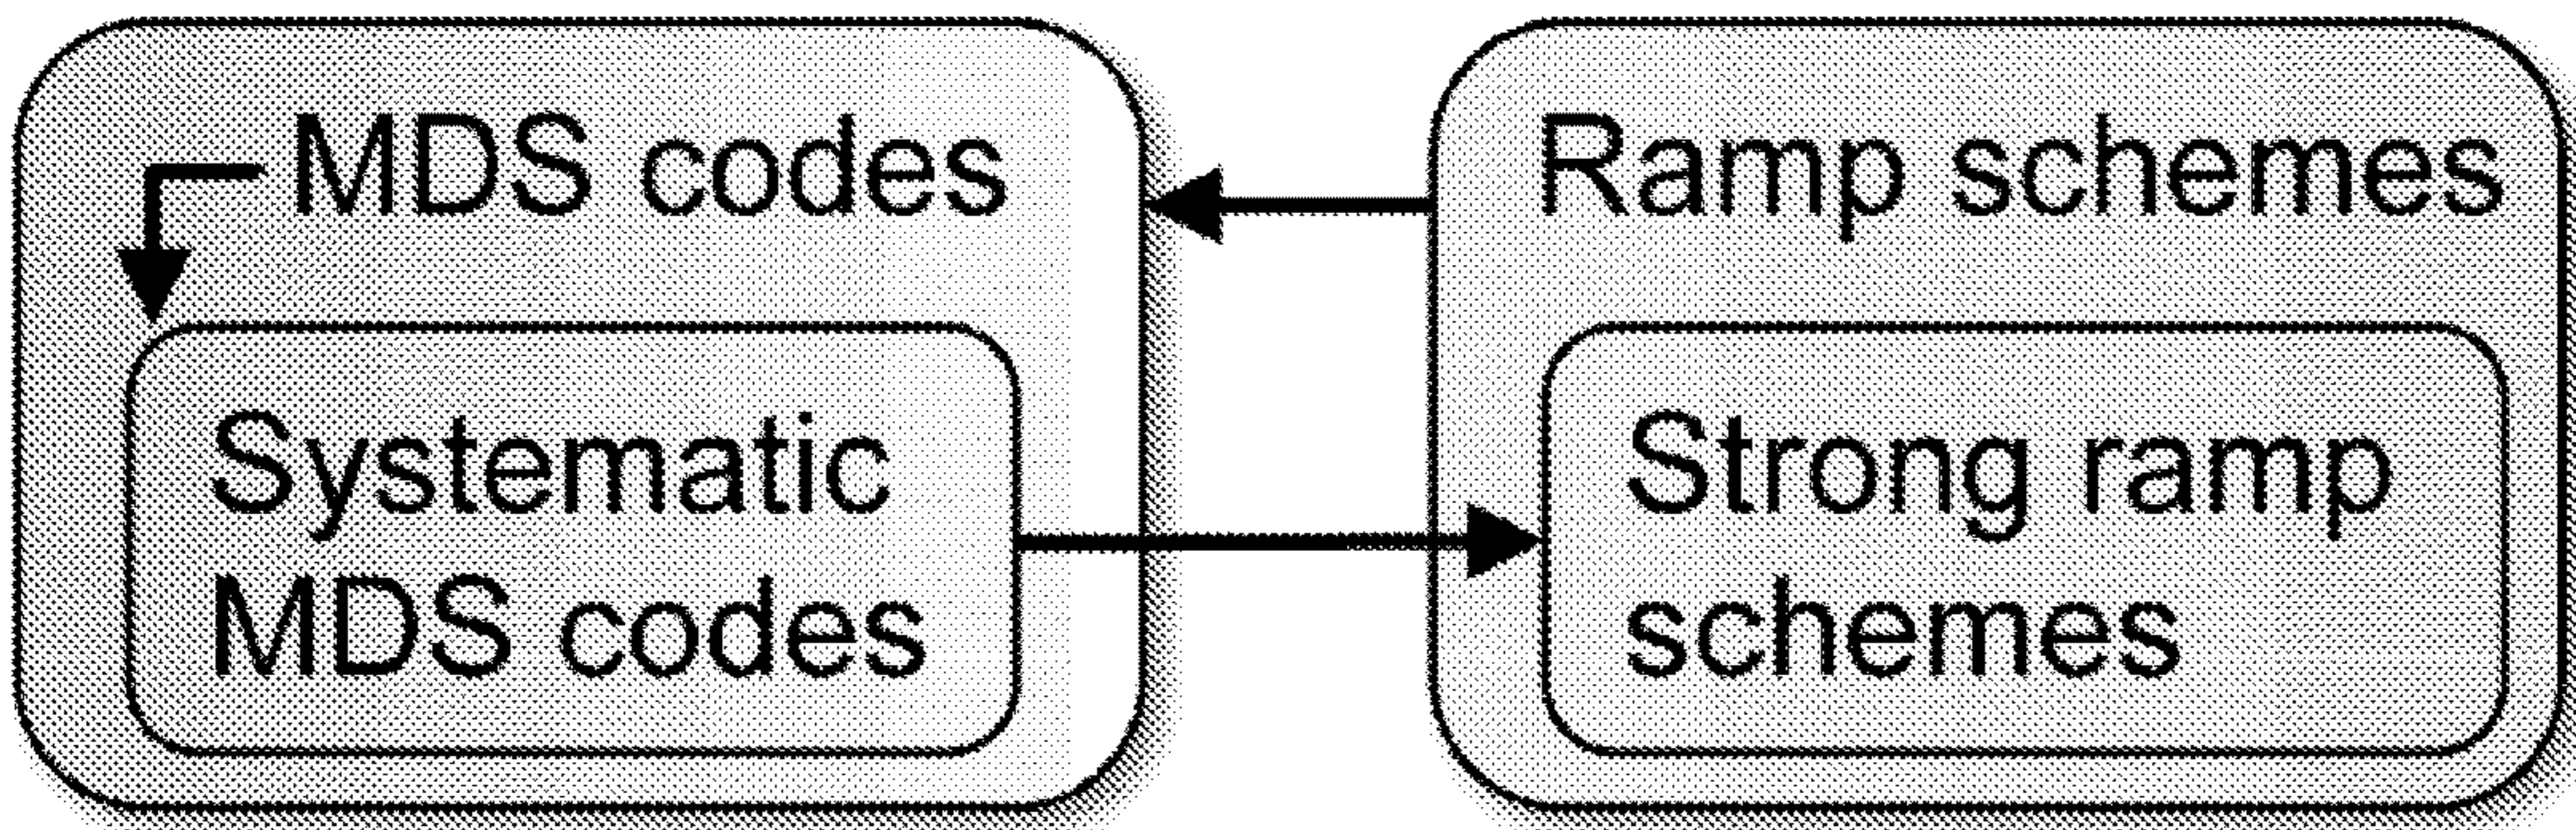 MDS codes
Systematic
MDS codes
Ramp schemes
Strong ramp
schemes